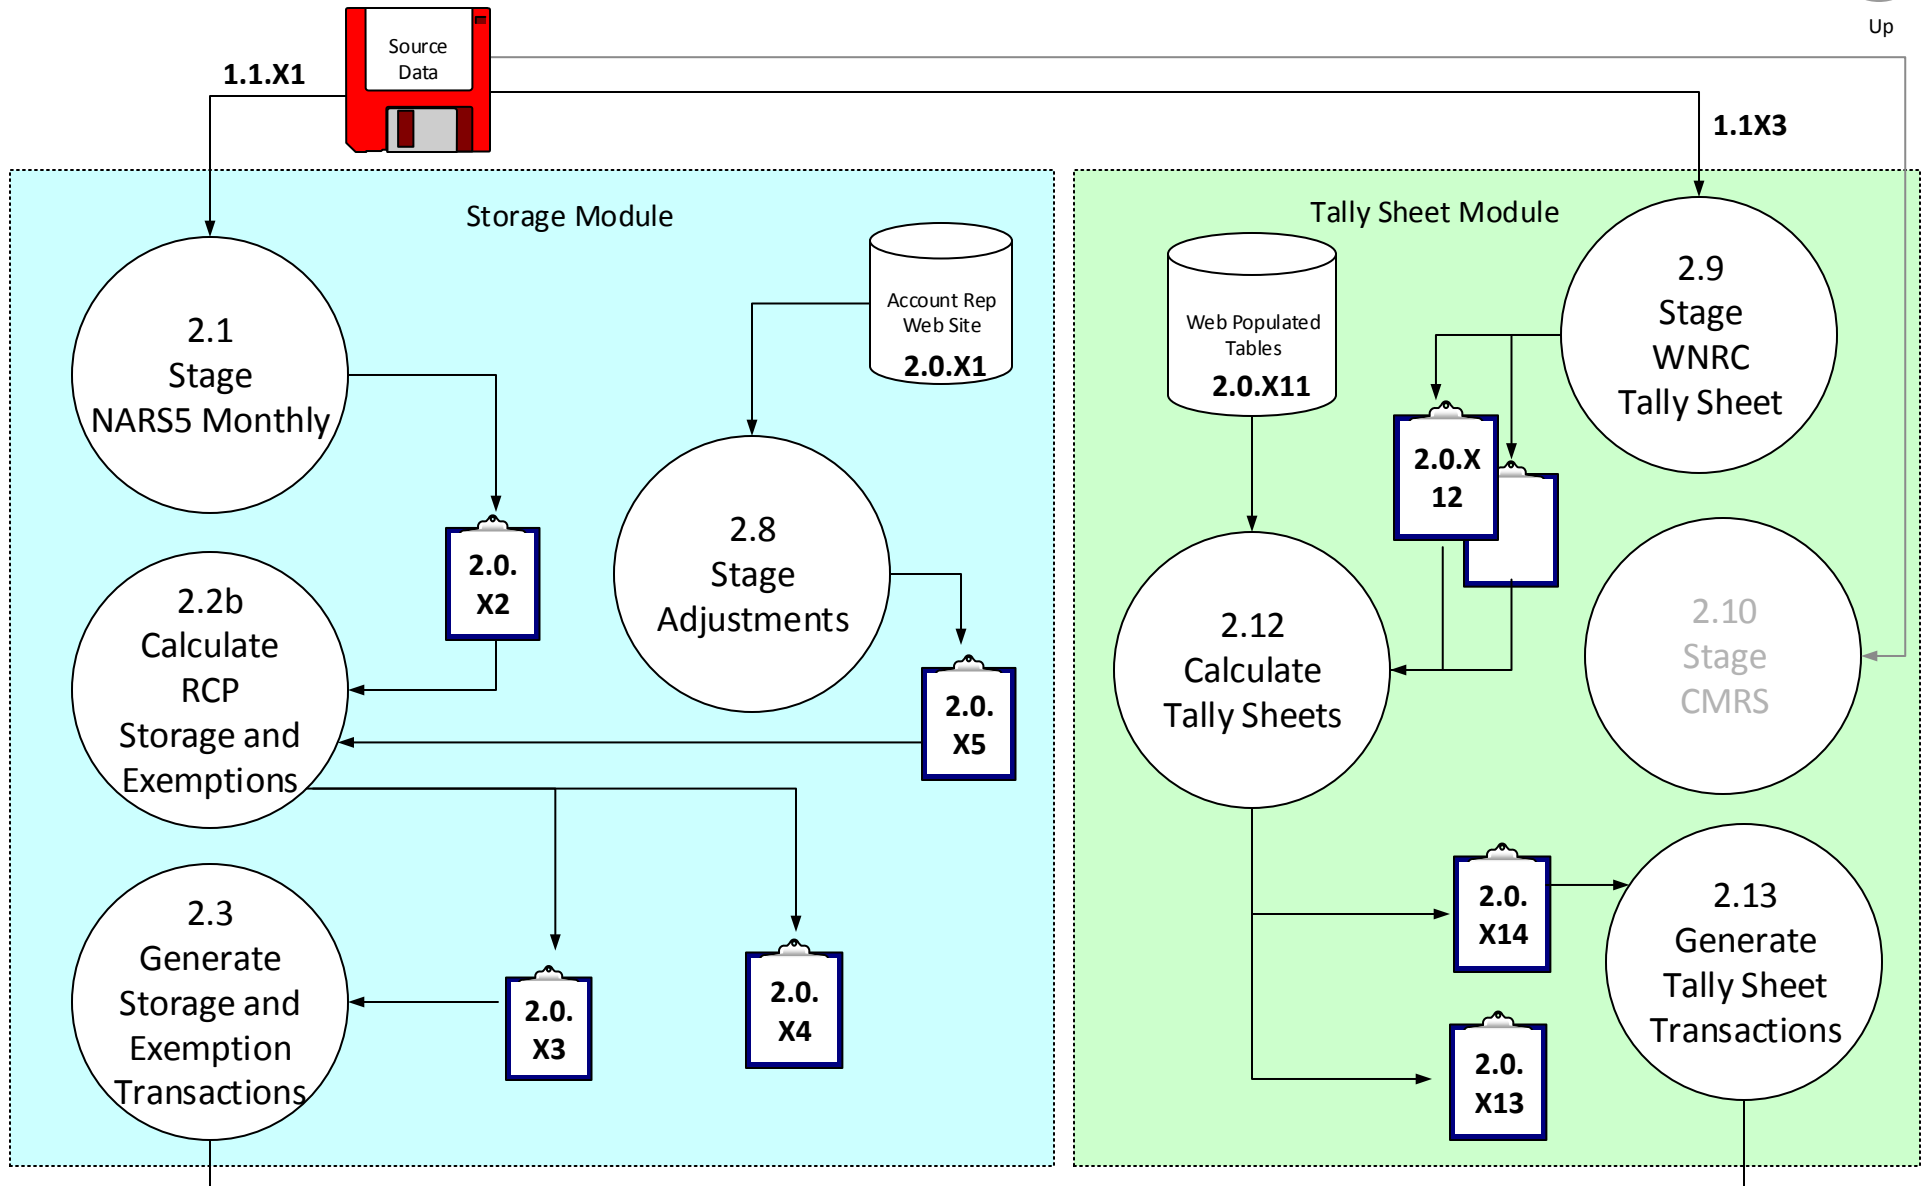 Up
Source
Data
1.1.X1
1.1X3
Storage Module
2.1
Stage
NARS5 Monthly
Account Rep
Web Site
2.0.X1
2.0.
X2
2.8
Stage
Adjustments
2.2b
Calculate
RCP
Storage and
Exemptions
2.0.
X5
2.3
Generate
Storage and
Exemption
Transactions
2.0.
X3
2.0.
X4
Tally Sheet Module
Web Populated
Tables
2.0.X11
2.9
Stage
WNRC
Tally Sheet
2.0.X
12
2.12
Calculate
Tally Sheets
2.10
Stage
CMRS
2.0.
X14
2.13
Generate
Tally Sheet
Transactions
2.0.
X13